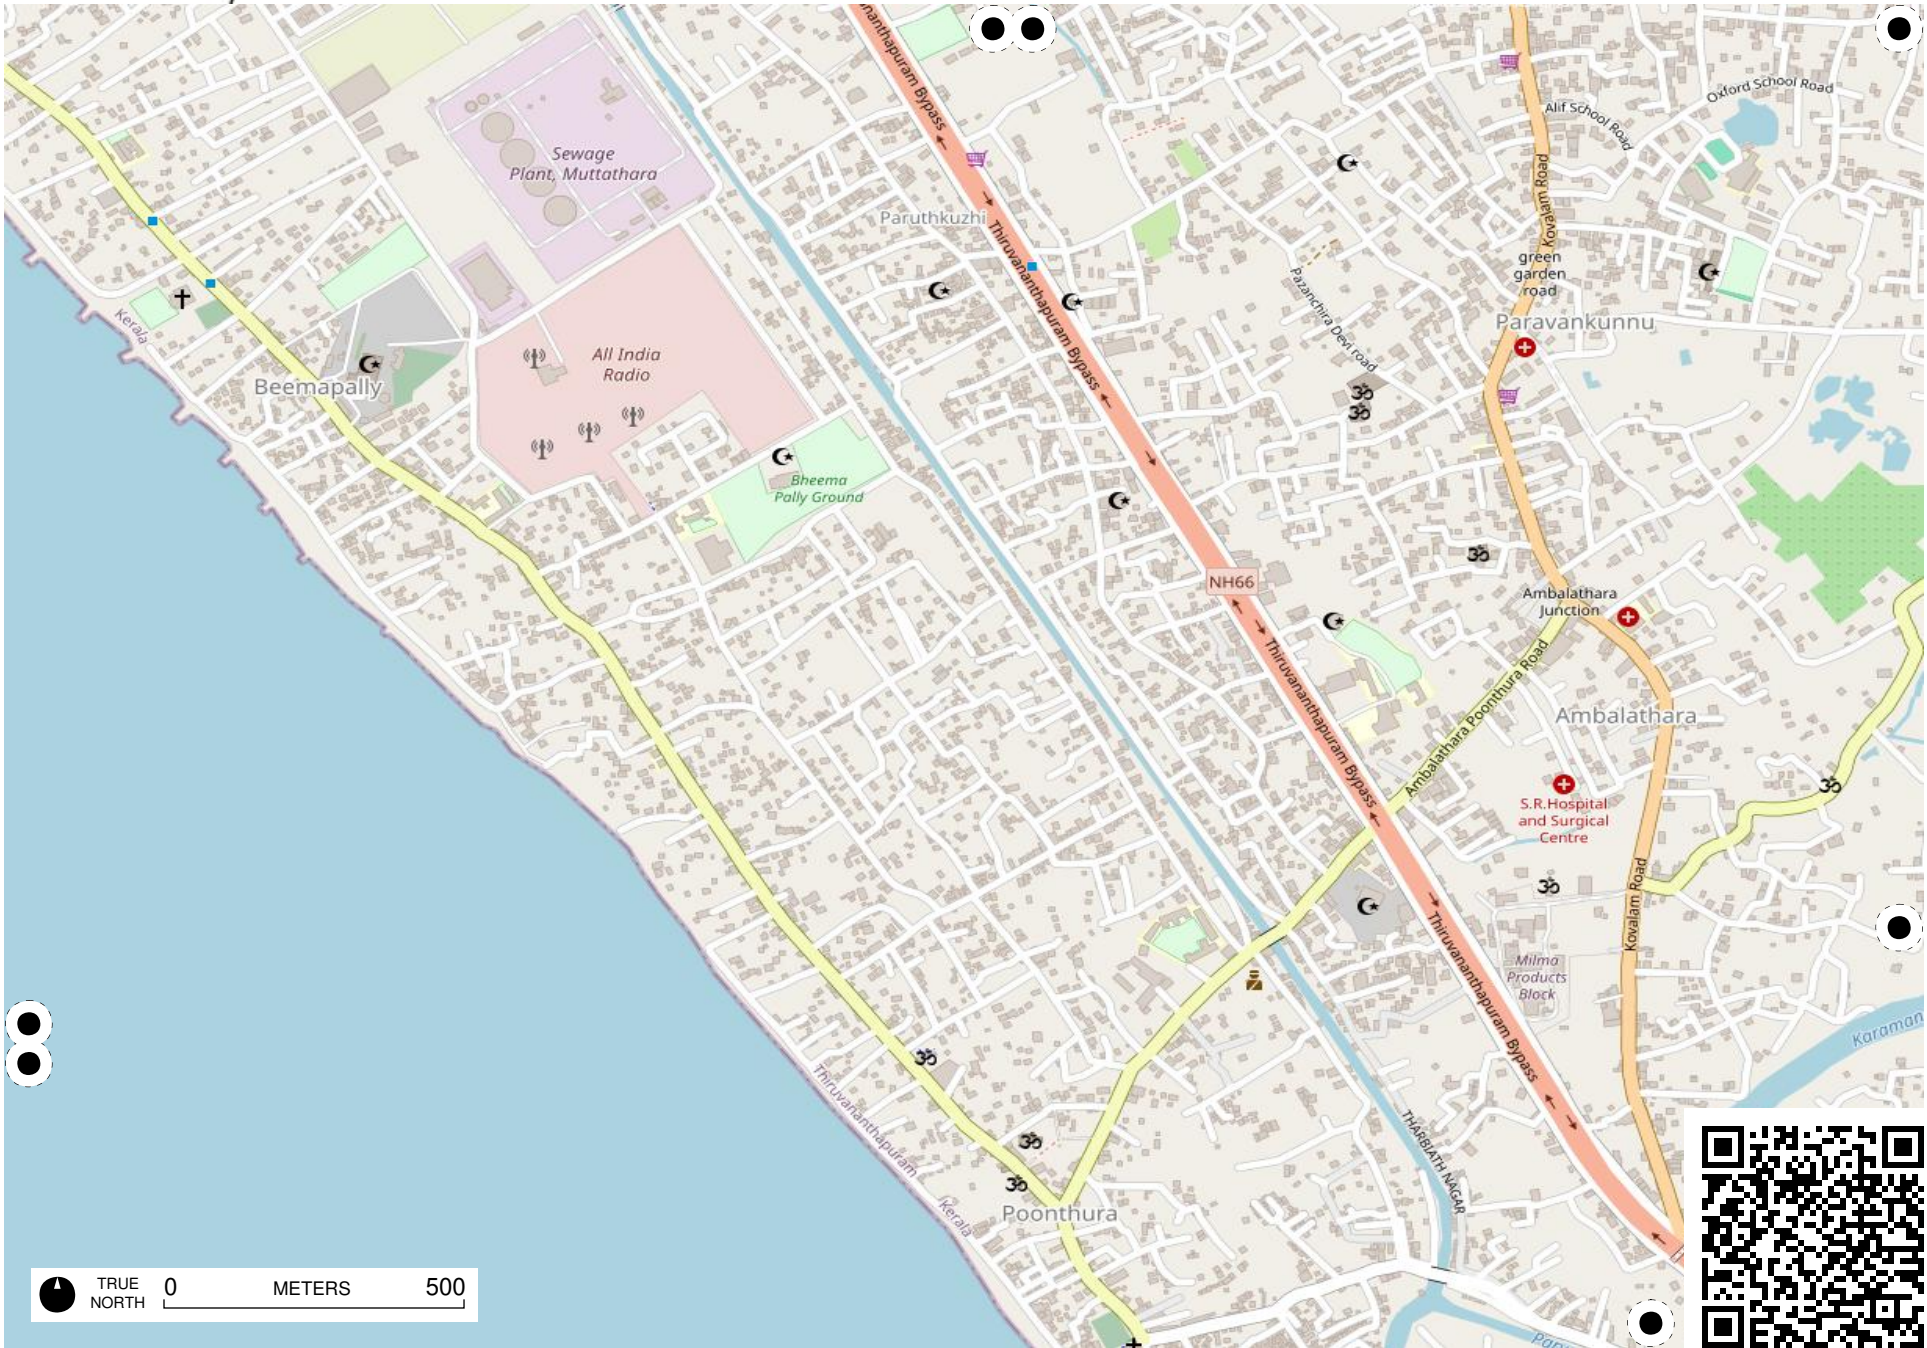 nanthapuram Bypass
Oxford School Road
Alif School Road
Sewage
Plant, Muttathara
Kovalam Road
Paruthkuzhi
Thiruvananthapuram Bypass
green
garden
road
Pazanchira Devi road
Kerala
Paravankunnu
All India
Radio
Beemapally
Bheema
Pally Ground
NH66
Ambalathara
Junction
Ambalathara Poonthura Road
Thiruvananthapuram Bypass
Ambalathara
S.R.Hospital
and Surgical
Centre
Kovalam Road
Thiruvananthapuram Bypass
Milma
Products
Block
Karaman
Thiruvananthapuram
THARBIATH NAGAR
Kerala
Poonthura
TRUE
NORTH
0 METERS 500